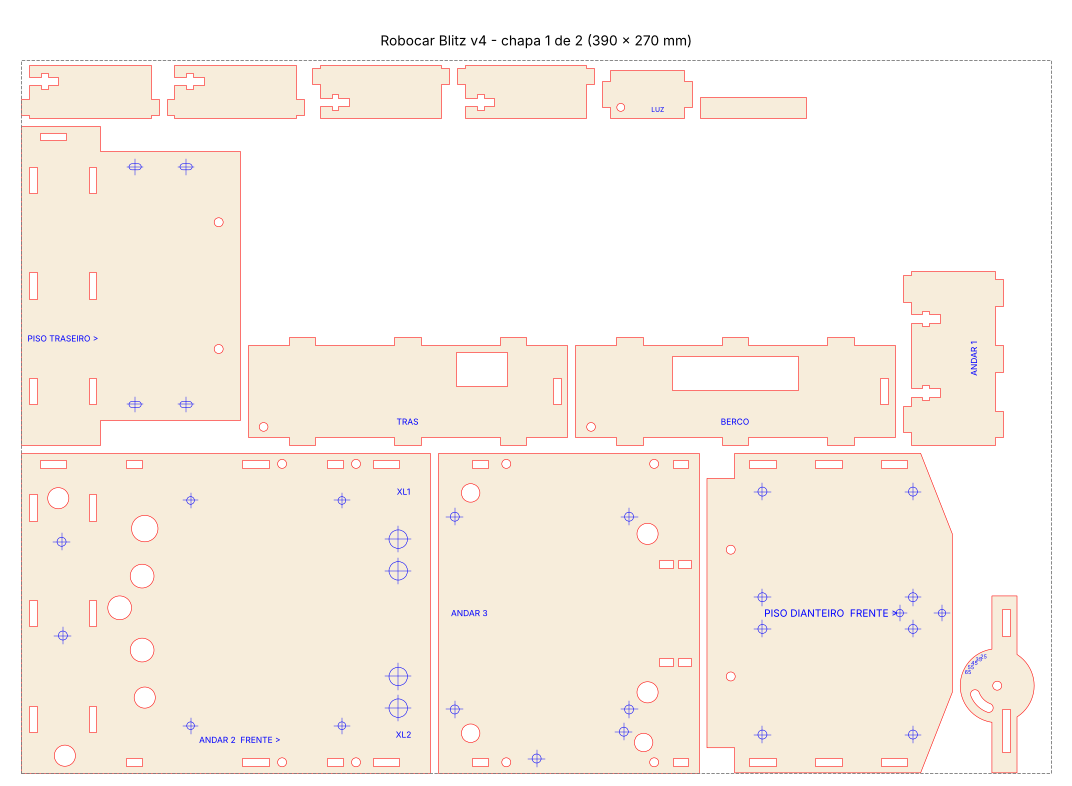 Robocar Blitz v4 - chapa 1 de 2 (390 × 270 mm)
LUZ
PISO TRASEIRO >
ANDAR 1
TRAS
BERCO
XL1
ANDAR 3
PISO DIANTEIRO FRENTE >
XL2
ANDAR 2 FRENTE >